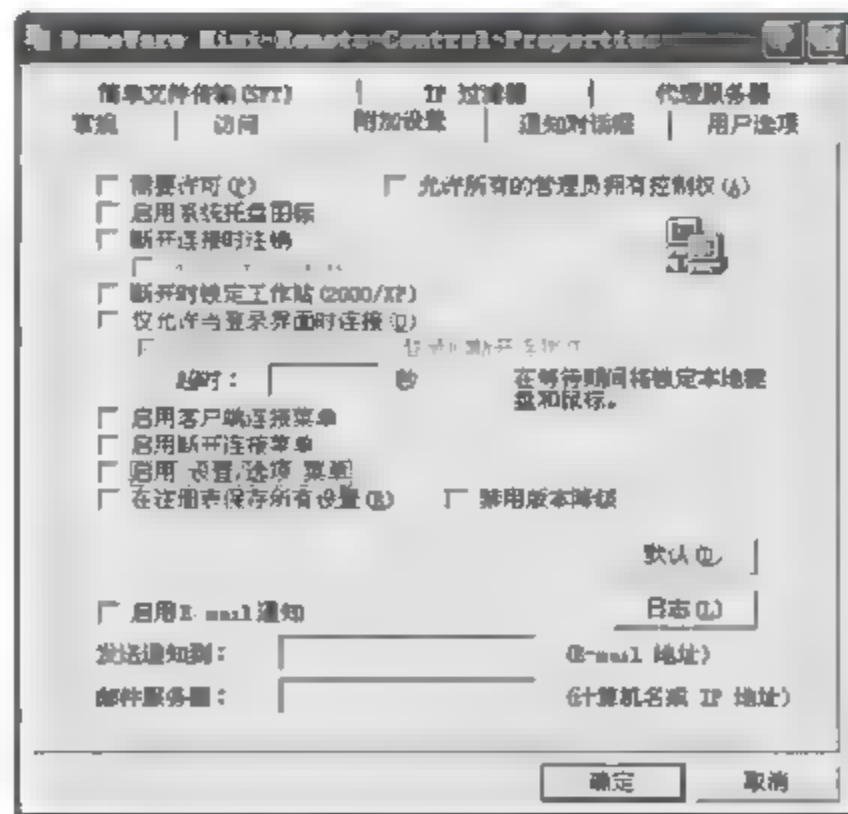 DameWare Mini Remote Control Properties
简单文件传输(SFT) IP 过滤器 代理服务器
常规 访问 附加设置 通知对话框 用户选项
需要许可(P) 允许所有的管理员拥有控制权(A)
启用系统托盘图标
断开连接时注销
断开时锁定工作站(2000/XP)
仅允许当登录界面时连接
超时： 秒 在等待期间将锁定本地键
盘和鼠标。
启用客户端连接菜单
启用断开连接菜单
启用 设置/选项 菜单
在注册表保存所有设置(R) 禁用版本降级
默认
启用E-mail通知 日志(L)
发送通知到： (E-mail 地址)
邮件服务器： (计算机名或 IP 地址)
确定 取消